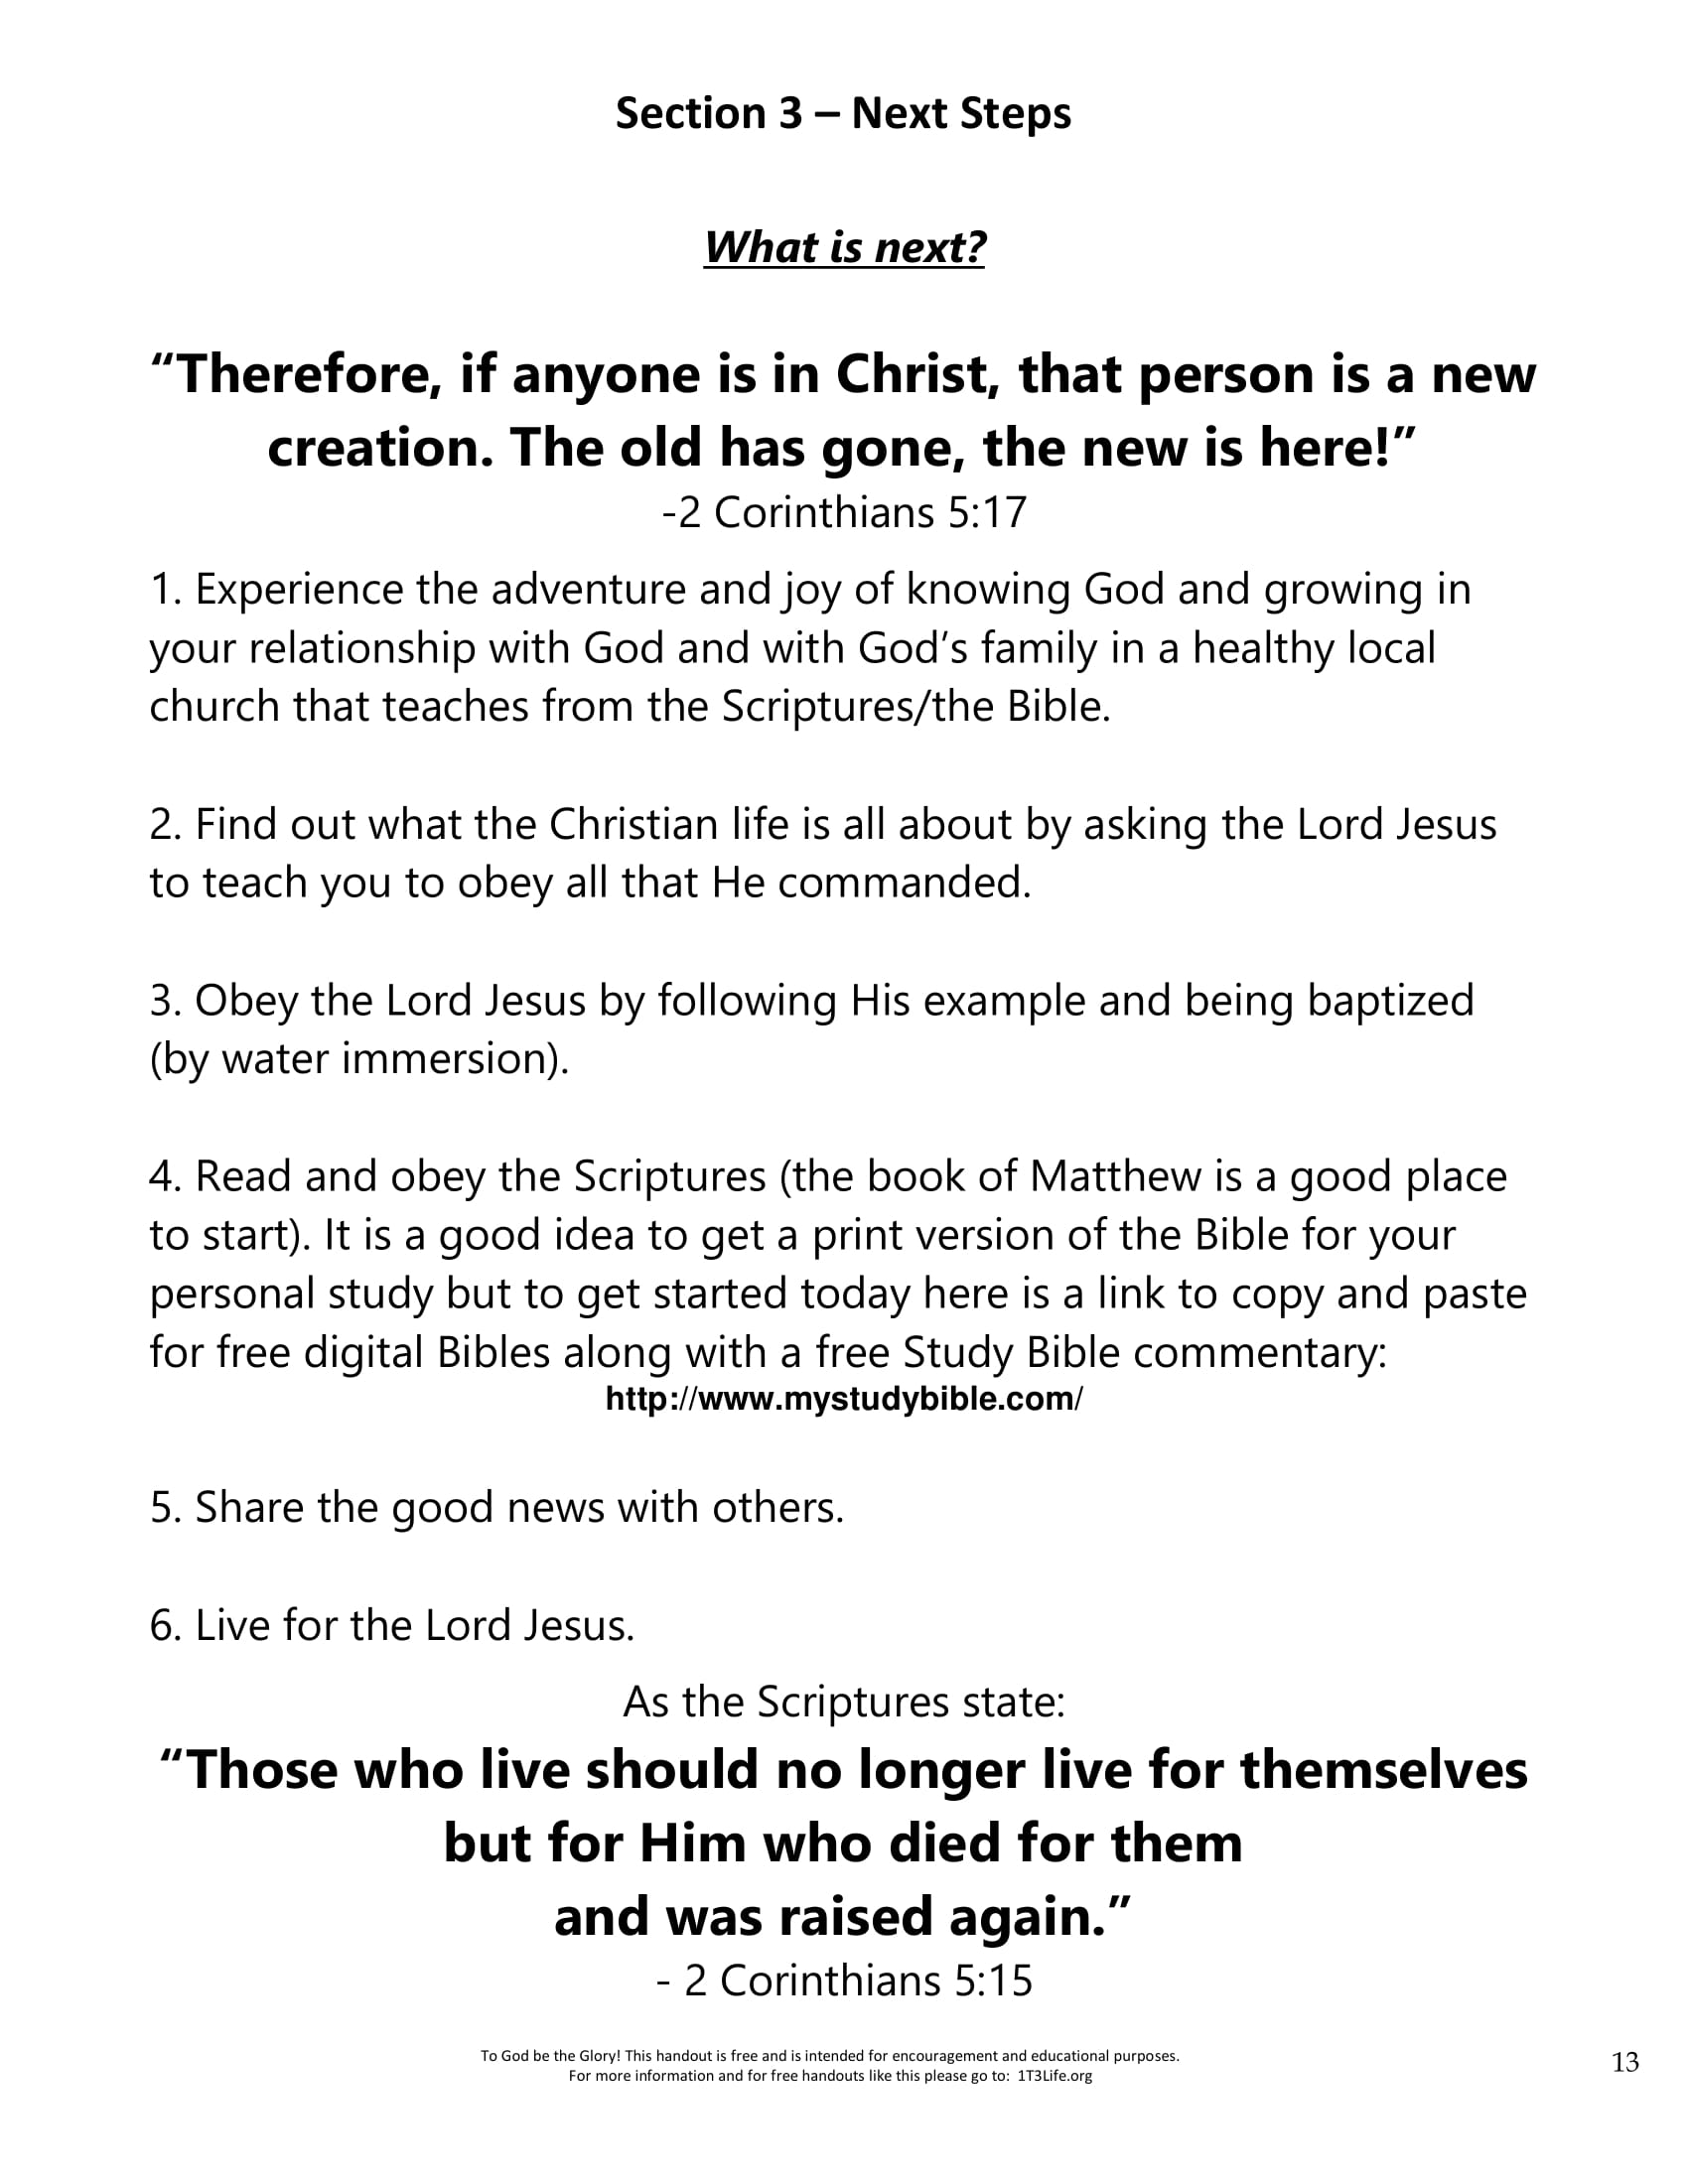 Section 3 – Next Steps
What is next?
“Therefore, if anyone is in Christ, that person is a new
creation. The old has gone, the new is here!”
-2 Corinthians 5:17
1. Experience the adventure and joy of knowing God and growing in
your relationship with God and with God’s family in a healthy local
church that teaches from the Scriptures/the Bible.
2. Find out what the Christian life is all about by asking the Lord Jesus
to teach you to obey all that He commanded.
3. Obey the Lord Jesus by following His example and being baptized
(by water immersion).
4. Read and obey the Scriptures (the book of Matthew is a good place
to start). It is a good idea to get a print version of the Bible for your
personal study but to get started today here is a link to copy and paste
for free digital Bibles along with a free Study Bible commentary:
http://www.mystudybible.com/
5. Share the good news with others.
6. Live for the Lord Jesus.
As the Scriptures state:
“Those who live should no longer live for themselves
but for Him who died for them
and was raised again.”
- 2 Corinthians 5:15
To God be the Glory! This handout is free and is intended for encouragement and educational purposes.
For more information and for free handouts like this please go to:  1T3Life.org
13